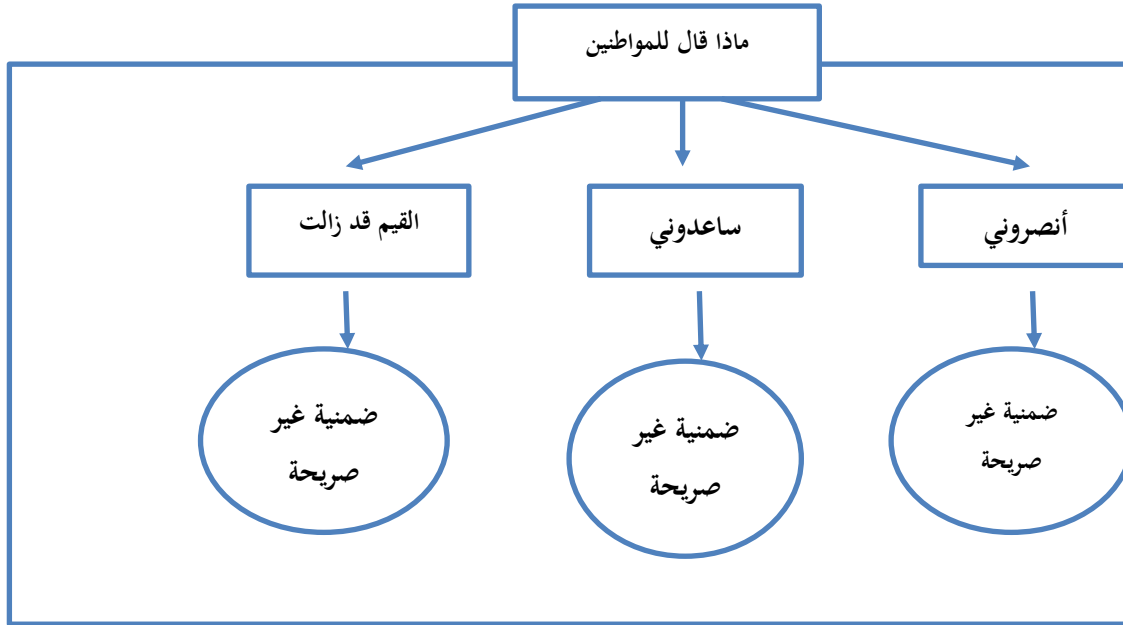 ماذا قال للمواطنين
أنصروني
ساعدوني
القيم قد زالت
ضمنية غير
صريحة
ضمنية غير
صريحة
ضمنية غير
صريحة